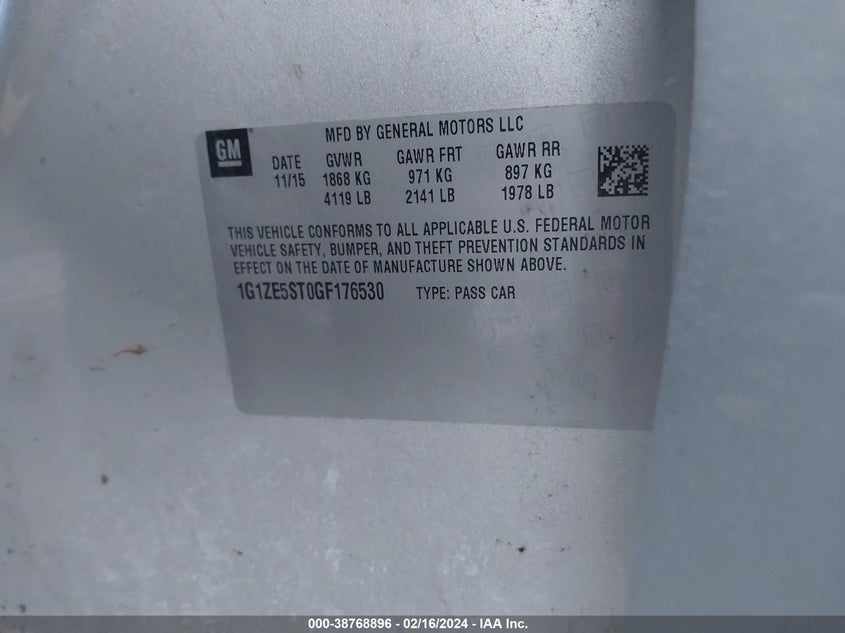 GM
MFD BY GENERAL MOTORS LLC
DATE GVWR GAWR FRT GAWR RR
11/15 1868 KG 971 KG 897 KG
4119 LB 2141 LB 1978 LB
THIS VEHICLE CONFORMS TO ALL APPLICABLE U.S. FEDERAL MOTOR
VEHICLE SAFETY, BUMPER, AND THEFT PREVENTION STANDARDS IN
EFFECT ON THE DATE OF MANUFACTURE SHOWN ABOVE.
1G1ZE5ST0GF176530 TYPE: PASS CAR
000-38768896 - 02/16/2024 - IAA Inc.